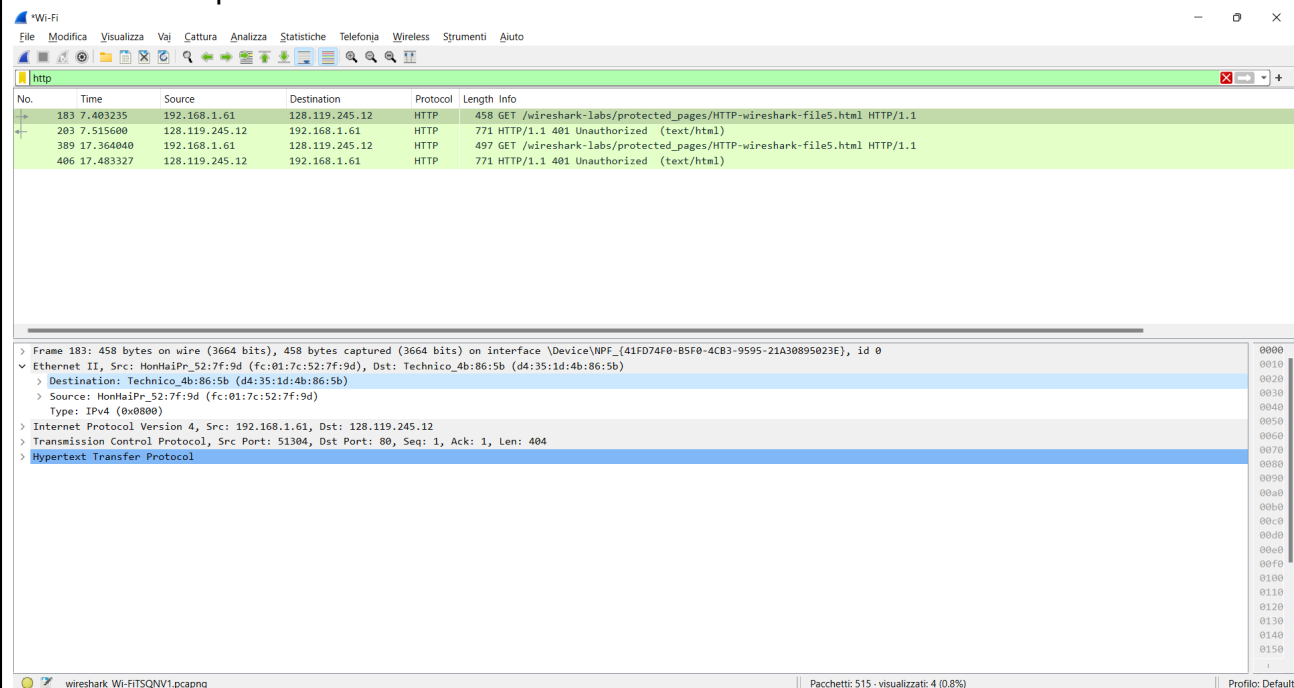 *Wi-Fi
File Modifica Visualizza Vai Cattura Analizza Statistiche Telefonia Wireless Strumenti Aiuto
http
No. Time Source Destination Protocol Length Info
183 7.403235 192.168.1.61 128.119.245.12 HTTP 458 GET /wireshark-labs/protected_pages/HTTP-wireshark-file5.html HTTP/1.1
203 7.515600 128.119.245.12 192.168.1.61 HTTP 771 HTTP/1.1 401 Unauthorized (text/html)
389 17.364040 192.168.1.61 128.119.245.12 HTTP 497 GET /wireshark-labs/protected_pages/HTTP-wireshark-file5.html HTTP/1.1
406 17.483327 128.119.245.12 192.168.1.61 HTTP 771 HTTP/1.1 401 Unauthorized (text/html)
Frame 183: 458 bytes on wire (3664 bits), 458 bytes captured (3664 bits) on interface \Device\NPF_{41FD74F0-B5F0-4CB3-9595-21A30895023E}, id 0
Ethernet II, Src: HonHaiPr_52:7f:9d (fc:01:7c:52:7f:9d), Dst: Technico_4b:86:5b (d4:35:1d:4b:86:5b)
Destination: Technico_4b:86:5b (d4:35:1d:4b:86:5b)
Source: HonHaiPr_52:7f:9d (fc:01:7c:52:7f:9d)
Type: IPv4 (0x0800)
Internet Protocol Version 4, Src: 192.168.1.61, Dst: 128.119.245.12
Transmission Control Protocol, Src Port: 51304, Dst Port: 80, Seq: 1, Ack: 1, Len: 404
Hypertext Transfer Protocol
0000
0010
0020
0030
0040
0050
0060
0070
0080
0090
00a0
00b0
00c0
00d0
00e0
00f0
0100
0110
0120
0130
0140
0150
wireshark_Wi-FiTSQNV1.pcapng Pacchetti: 515 · visualizzati: 4 (0.8%) Profilo: Default